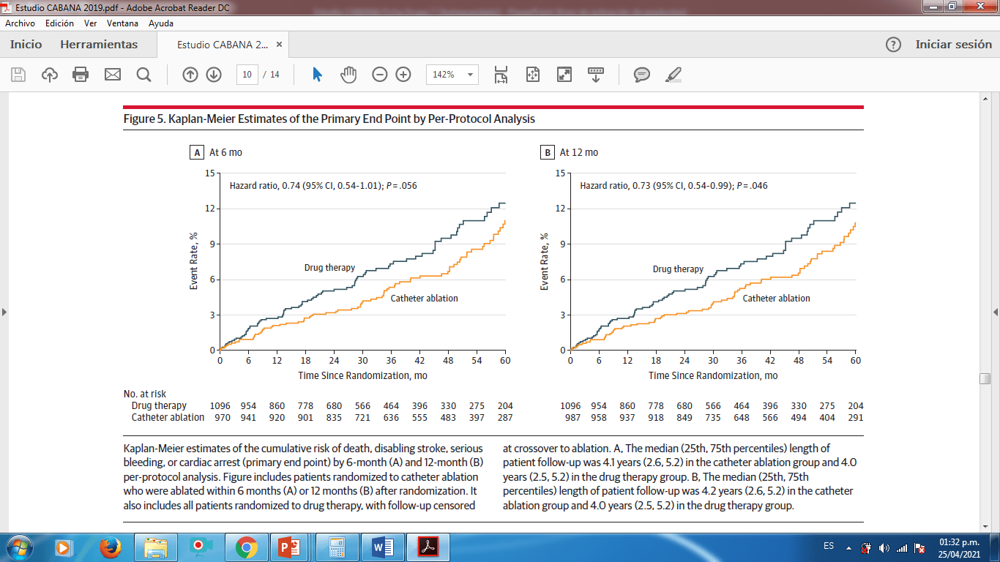 Estudio CABANA 2019.pdf - Adobe Acrobat Reader DC
Archivo Edición Ver Ventana Ayuda
Inicio Herramientas Estudio CABANA 2... × ? Iniciar sesión
10 / 14 142%
Figure 5. Kaplan-Meier Estimates of the Primary End Point by Per-Protocol Analysis
A At 6 mo
15
12
9
6
3
0
Event Rate, %
Hazard ratio, 0.74 (95% CI, 0.54-1.01); P = .056
Drug therapy
Catheter ablation
0 6 12 18 24 30 36 42 48 54 60
Time Since Randomization, mo
B At 12 mo
15
12
9
6
3
0
Event Rate, %
Hazard ratio, 0.73 (95% CI, 0.54-0.99); P = .046
Drug therapy
Catheter ablation
0 6 12 18 24 30 36 42 48 54 60
Time Since Randomization, mo
No. at risk
Drug therapy 1096 954 860 778 680 566 464 396 330 275 204 1096 954 860 778 680 566 464 396 330 275 204
Catheter ablation 970 941 920 901 835 721 636 555 483 397 287 987 958 937 918 849 735 648 566 494 404 291
Kaplan-Meier estimates of the cumulative risk of death, disabling stroke, serious
bleeding, or cardiac arrest (primary end point) by 6-month (A) and 12-month (B)
per-protocol analysis. Figure includes patients randomized to catheter ablation
who were ablated within 6 months (A) or 12 months (B) after randomization. It
also includes all patients randomized to drug therapy, with follow-up censored
at crossover to ablation. A, The median (25th, 75th percentiles) length of
patient follow-up was 4.1 years (2.6, 5.2) in the catheter ablation group and 4.0
years (2.5, 5.2) in the drug therapy group. B, The median (25th, 75th
percentiles) length of patient follow-up was 4.2 years (2.6, 5.2) in the catheter
ablation group and 4.0 years (2.5, 5.2) in the drug therapy group.
ES 01:32 p.m.
25/04/2021